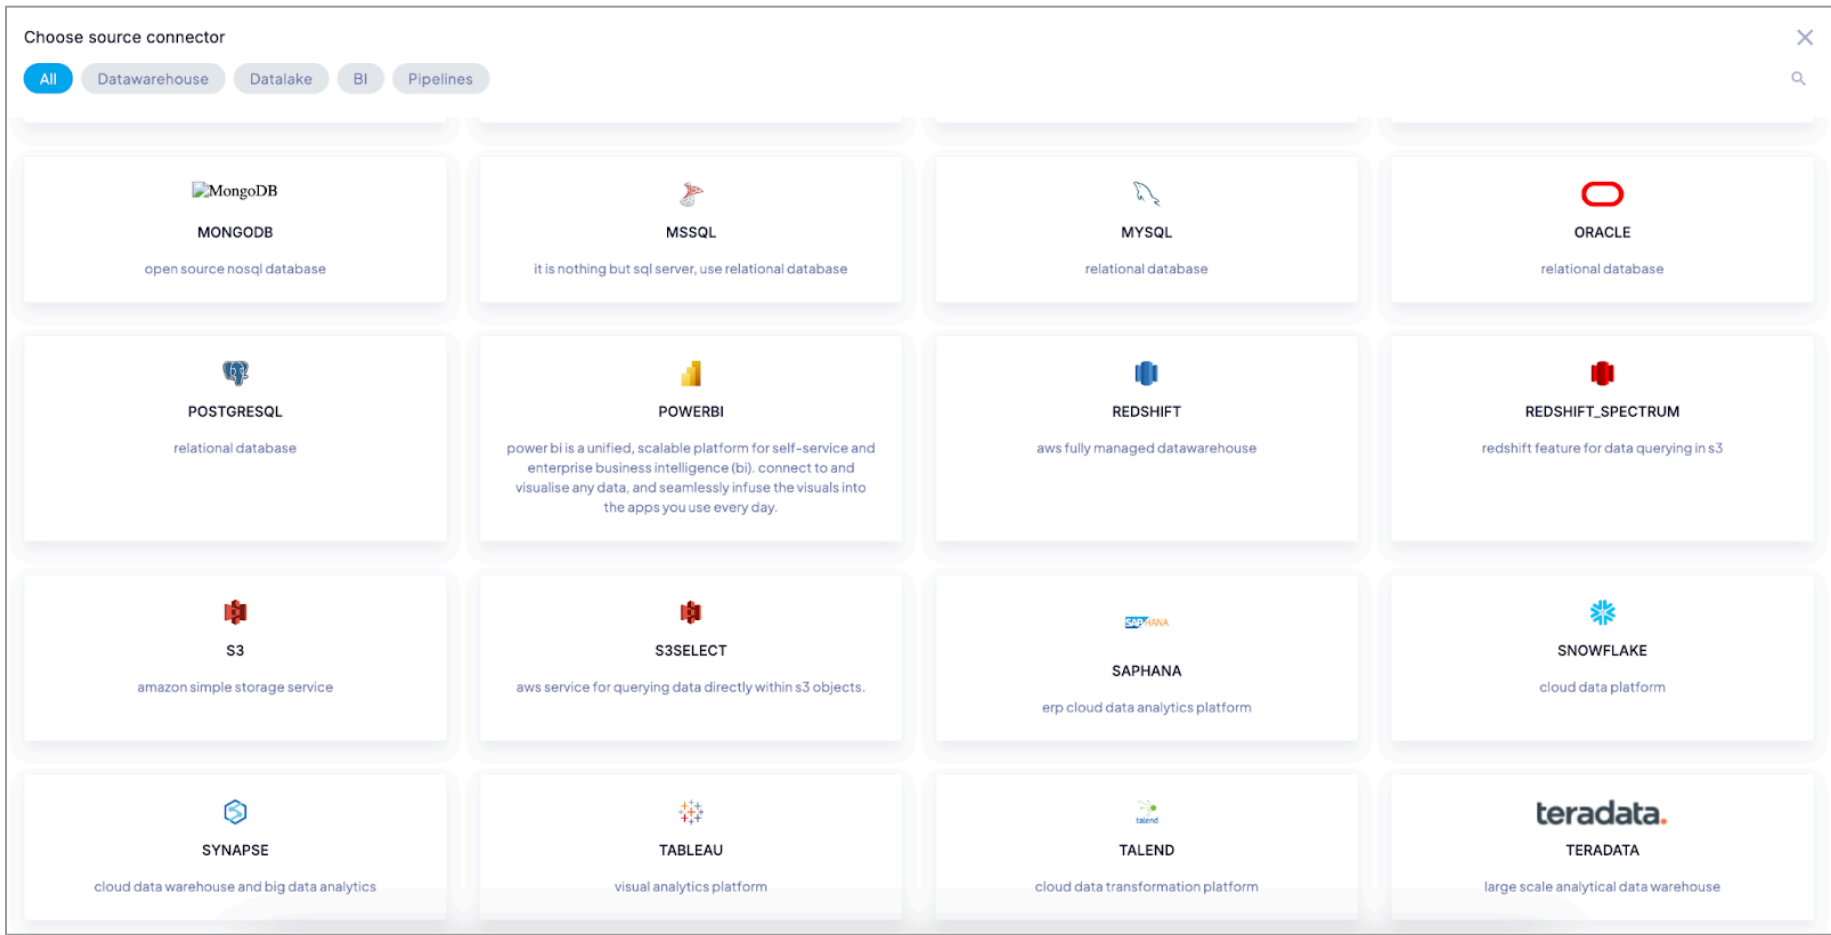 Choose source connector
All Datawarehouse Datalake BI Pipelines
MongoDB
MONGODB
open source nosql database
MSSQL
it is nothing but sql server, use relational database
MYSQL
relational database
ORACLE
relational database
POSTGRESQL
relational database
POWERBI
power bi is a unified, scalable platform for self-service and
enterprise business intelligence (bi). connect to and
visualise any data, and seamlessly infuse the visuals into
the apps you use every day.
REDSHIFT
aws fully managed datawarehouse
REDSHIFT_SPECTRUM
redshift feature for data querying in s3
S3
amazon simple storage service
S3SELECT
aws service for querying data directly within s3 objects.
SAP HANA
SAPHANA
erp cloud data analytics platform
SNOWFLAKE
cloud data platform
SYNAPSE
cloud data warehouse and big data analytics
TABLEAU
visual analytics platform
talend
TALEND
cloud data transformation platform
teradata.
TERADATA
large scale analytical data warehouse